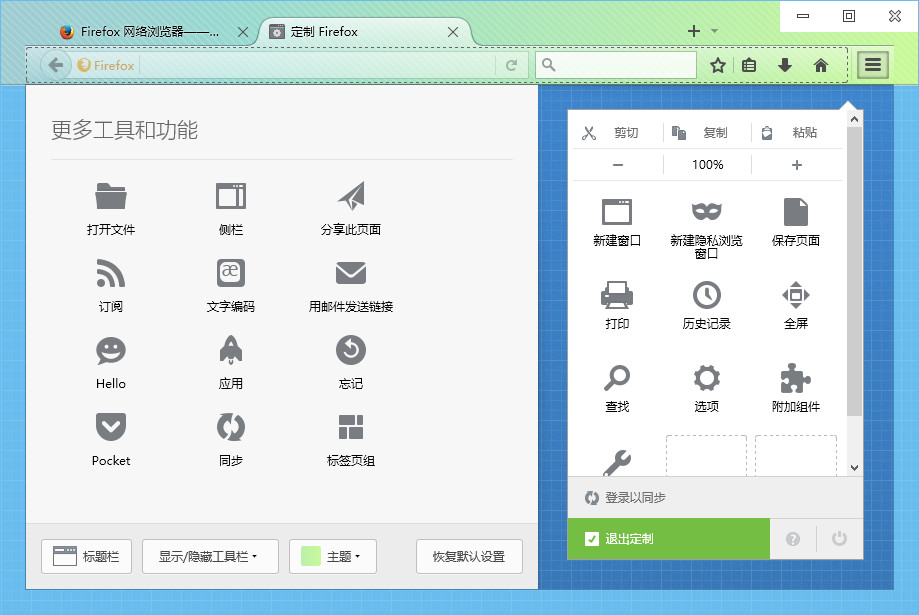 Firefox 网络浏览器——...
定制 Firefox
Firefox
更多工具和功能
打开文件
侧栏
分享此页面
订阅
æ
文字编码
用邮件发送链接
Hello
应用
忘记
Pocket
同步
标签页组
标题栏
显示/隐藏工具栏
主题
恢复默认设置
剪切
复制
粘贴
100%
新建窗口
新建隐私浏览
窗口
保存页面
打印
历史记录
全屏
查找
选项
附加组件
登录以同步
退出定制